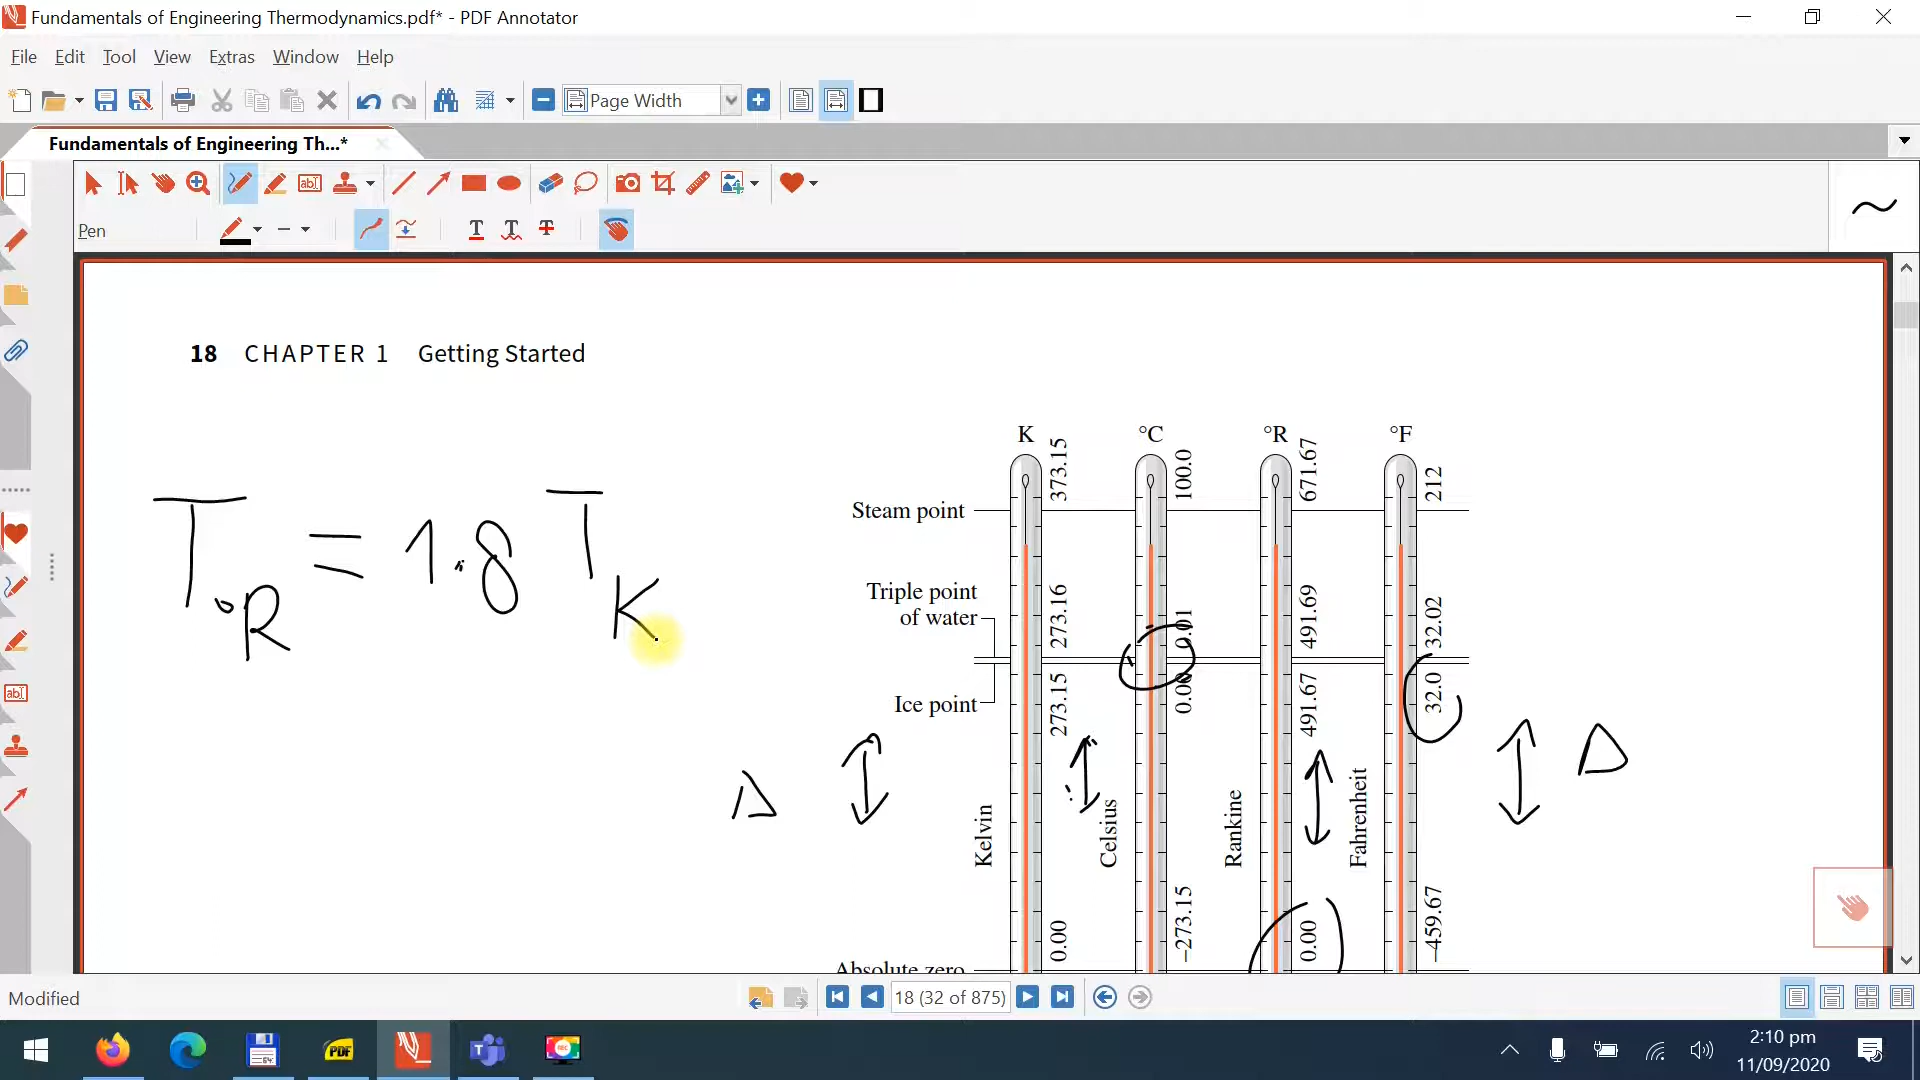 Fundamentals of Engineering Thermodynamics.pdf* - PDF Annotator
File Edit Tool View Extras Window Help
Page Width
Fundamentals of Engineering Th...*
Pen
18 CHAPTER 1 Getting Started
K °C °R °F
373.15 100.0 671.67 212
Steam point
T°R = 1.8 TK
Triple point
of water
273.16 0.01 491.69 32.02
Ice point
273.15 0.00 491.67 32.0
Δ Δ
Kelvin Celsius Rankine Fahrenheit
0.00 –273.15 0.00 –459.67
Absolute zero
Modified
18 (32 of 875)
PDF
REC
2:10 pm
11/09/2020